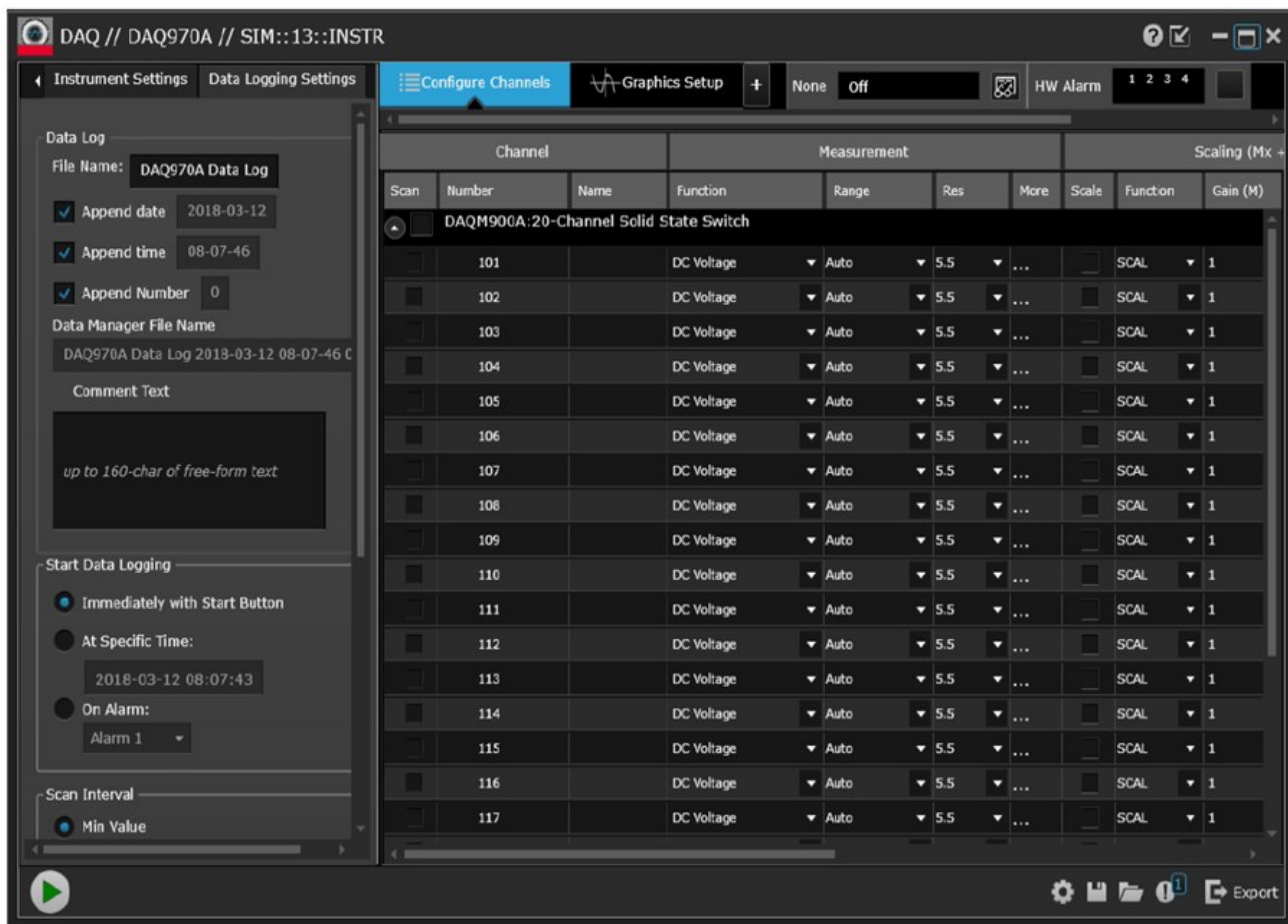 DAQ // DAQ970A // SIM::13::INSTR
Instrument Settings Data Logging Settings
Configure Channels Graphics Setup + None Off HW Alarm 1 2 3 4
Data Log
File Name: DAQ970A Data Log
Append date 2018-03-12
Append time 08-07-46
Append Number 0
Data Manager File Name
DAQ970A Data Log 2018-03-12 08-07-46 0
Comment Text
up to 160-char of free-form text
Start Data Logging
Immediately with Start Button
At Specific Time:
2018-03-12 08:07:43
On Alarm:
Alarm 1
Scan Interval
Min Value
Channel Measurement Scaling (Mx +
Scan Number Name Function Range Res More Scale Function Gain (M)
DAQM900A:20-Channel Solid State Switch
101 DC Voltage Auto 5.5 ... SCAL 1
102 DC Voltage Auto 5.5 ... SCAL 1
103 DC Voltage Auto 5.5 ... SCAL 1
104 DC Voltage Auto 5.5 ... SCAL 1
105 DC Voltage Auto 5.5 ... SCAL 1
106 DC Voltage Auto 5.5 ... SCAL 1
107 DC Voltage Auto 5.5 ... SCAL 1
108 DC Voltage Auto 5.5 ... SCAL 1
109 DC Voltage Auto 5.5 ... SCAL 1
110 DC Voltage Auto 5.5 ... SCAL 1
111 DC Voltage Auto 5.5 ... SCAL 1
112 DC Voltage Auto 5.5 ... SCAL 1
113 DC Voltage Auto 5.5 ... SCAL 1
114 DC Voltage Auto 5.5 ... SCAL 1
115 DC Voltage Auto 5.5 ... SCAL 1
116 DC Voltage Auto 5.5 ... SCAL 1
117 DC Voltage Auto 5.5 ... SCAL 1
1 Export